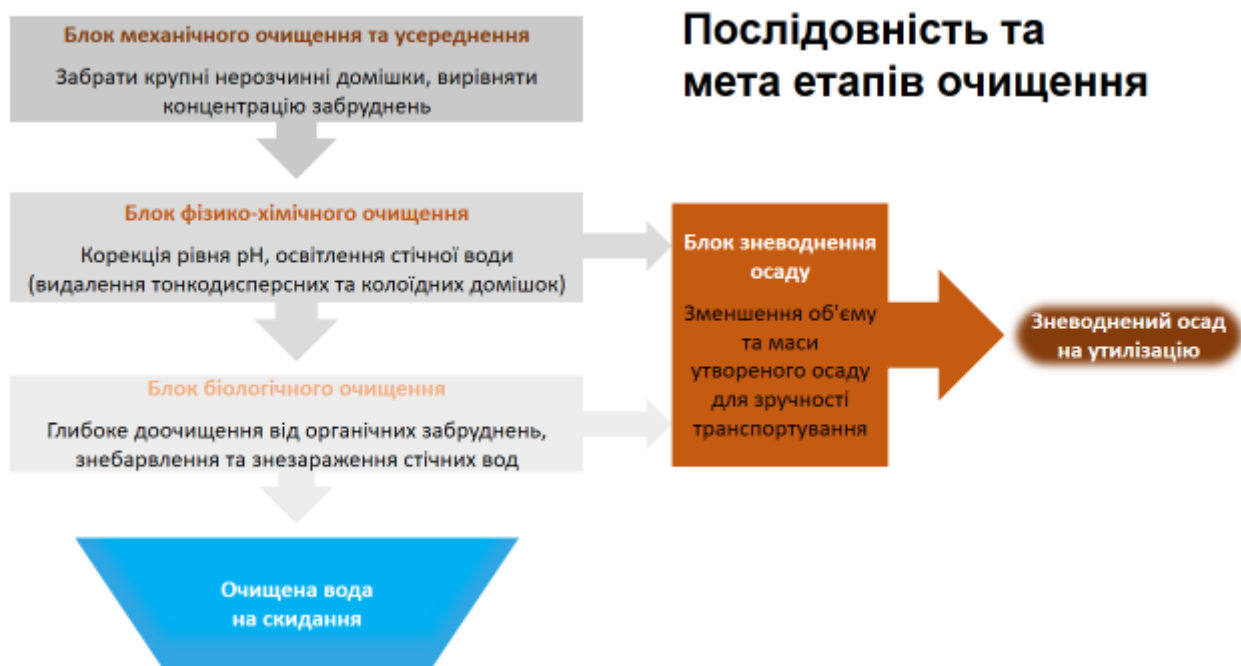 Послідовність та
мета етапів очищення
Блок механічного очищення та усереднення
Забрати крупні нерозчинні домішки, вирівняти
концентрацію забруднень
Блок фізико-хімічного очищення
Корекція рівня pH, освітлення стічної води
(видалення тонкодисперсних та колоїдних домішок)
Блок біологічного очищення
Глибоке доочищення від органічних забруднень,
знебарвлення та знезараження стічних вод
Очищена вода
на скидання
Блок зневоднення
осаду
Зменшення об'єму
та маси
утвореного осаду
для зручності
транспортування
Зневоднений осад
на утилізацію